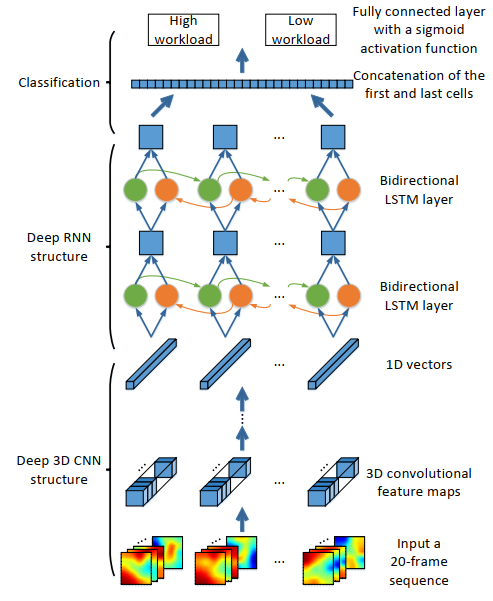 High
workload
Low
workload
Fully connected layer
with a sigmoid
activation function
Classification
Concatenation of the
first and last cells
...
Bidirectional
LSTM layer
...
Deep RNN
structure
...
Bidirectional
LSTM layer
...
1D vectors
...
Deep 3D CNN
structure
...
3D convolutional
feature maps
Input a
20-frame
sequence
...